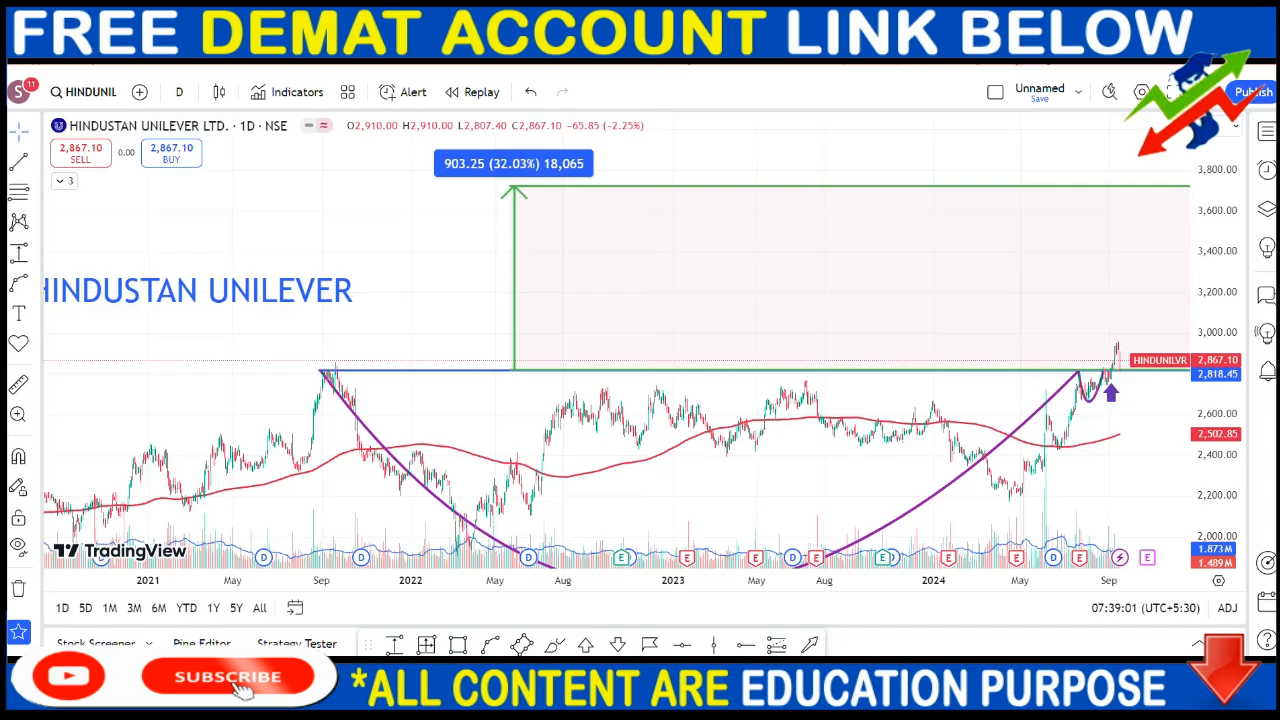 FREE DEMAT ACCOUNT LINK BELOW
S 11 HINDUNIL D Indicators Alert Replay Unnamed Save Publish
HINDUSTAN UNILEVER LTD. · 1D · NSE O2,910.00 H2,910.00 L2,807.40 C2,867.10 -65.85 (-2.25%)
2,867.10 SELL 0.00 2,867.10 BUY
3
903.25 (32.03%) 18,065
3,800.00
3,600.00
3,400.00
HINDUSTAN UNILEVER
3,200.00
3,000.00
HINDUNILVR 2,867.10
2,818.45
2,600.00
2,502.85
2,400.00
2,200.00
2,000.00
TradingView
1.873M
1.489M
D D D E E E D E E D E E D E E
2021 May Sep 2022 May Aug 2023 May Aug 2024 May Sep
1D 5D 1M 3M 6M YTD 1Y 5Y All 07:39:01 (UTC+5:30) ADJ
Stock Screener Pine Editor Strategy Tester
SUBSCRIBE
*ALL CONTENT ARE EDUCATION PURPOSE